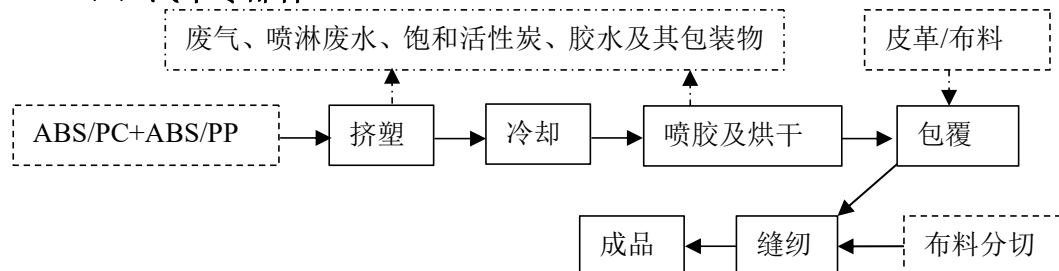 废气、喷淋废水、饱和活性炭、胶水及其包装物
皮革/布料
ABS/PC+ABS/PP
挤塑
冷却
喷胶及烘干
包覆
成品
缝纫
布料分切